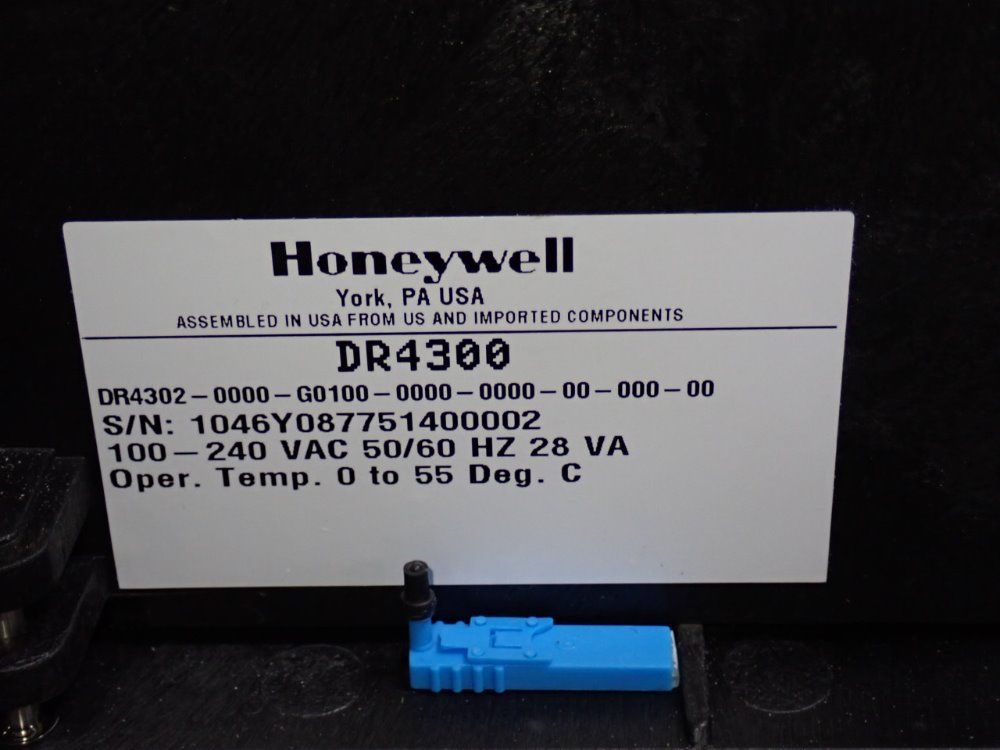 Honeywell
York, PA USA
ASSEMBLED IN USA FROM US AND IMPORTED COMPONENTS
DR4300
DR4302-0000-G0100-0000-0000-00-000-00
S/N: 1046Y087751400002
100-240 VAC 50/60 HZ 28 VA
Oper. Temp. 0 to 55 Deg. C